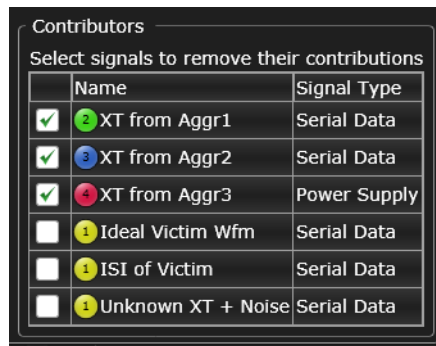 Contributors
Select signals to remove their contributions
Name Signal Type
2 XT from Aggr1 Serial Data
3 XT from Aggr2 Serial Data
4 XT from Aggr3 Power Supply
1 Ideal Victim Wfm Serial Data
1 ISI of Victim Serial Data
1 Unknown XT + Noise Serial Data